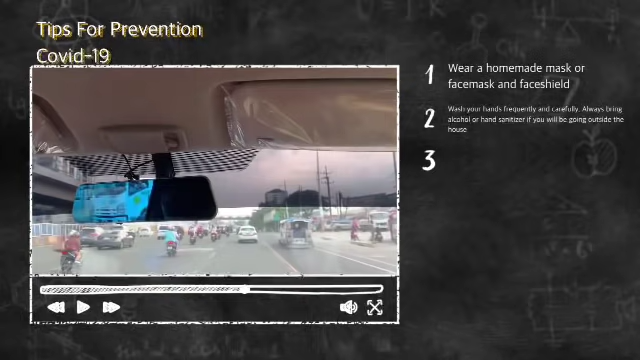 Tips For Prevention
Covid-19
1 Wear a homemade mask or
facemask and faceshield
2 Wash your hands frequently and carefully. Always bring
alcohol or hand sanitizer if you will be going outside the
house
3